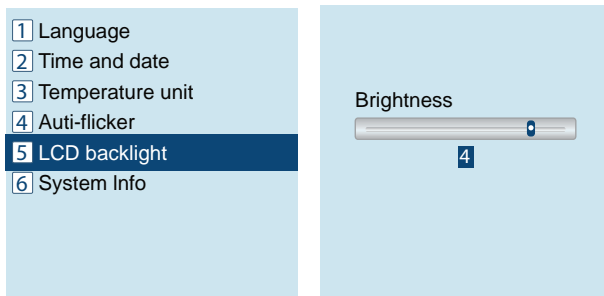 1 Language
2 Time and date
3 Temperature unit
4 Auti-flicker
5 LCD backlight
6 System Info
Brightness
4